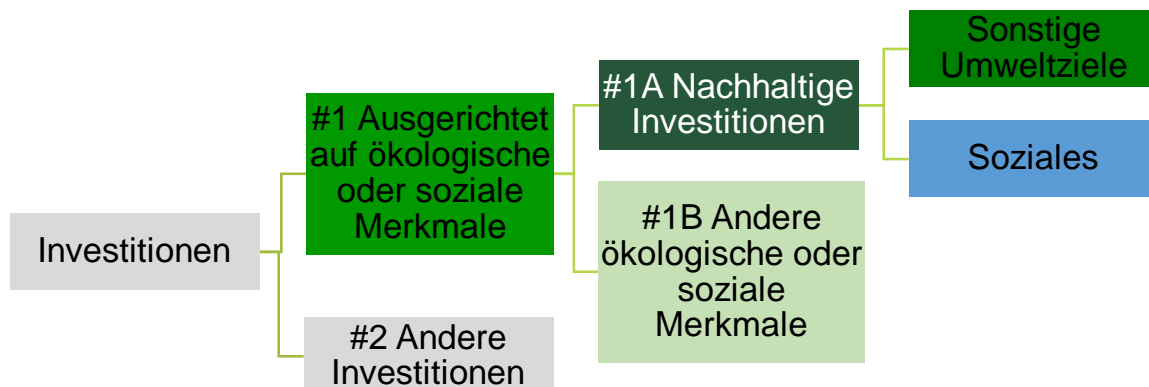 Investitionen
#1 Ausgerichtet
auf ökologische
oder soziale
Merkmale
#2 Andere
Investitionen
#1A Nachhaltige
Investitionen
#1B Andere
ökologische oder
soziale
Merkmale
Sonstige
Umweltziele
Soziales